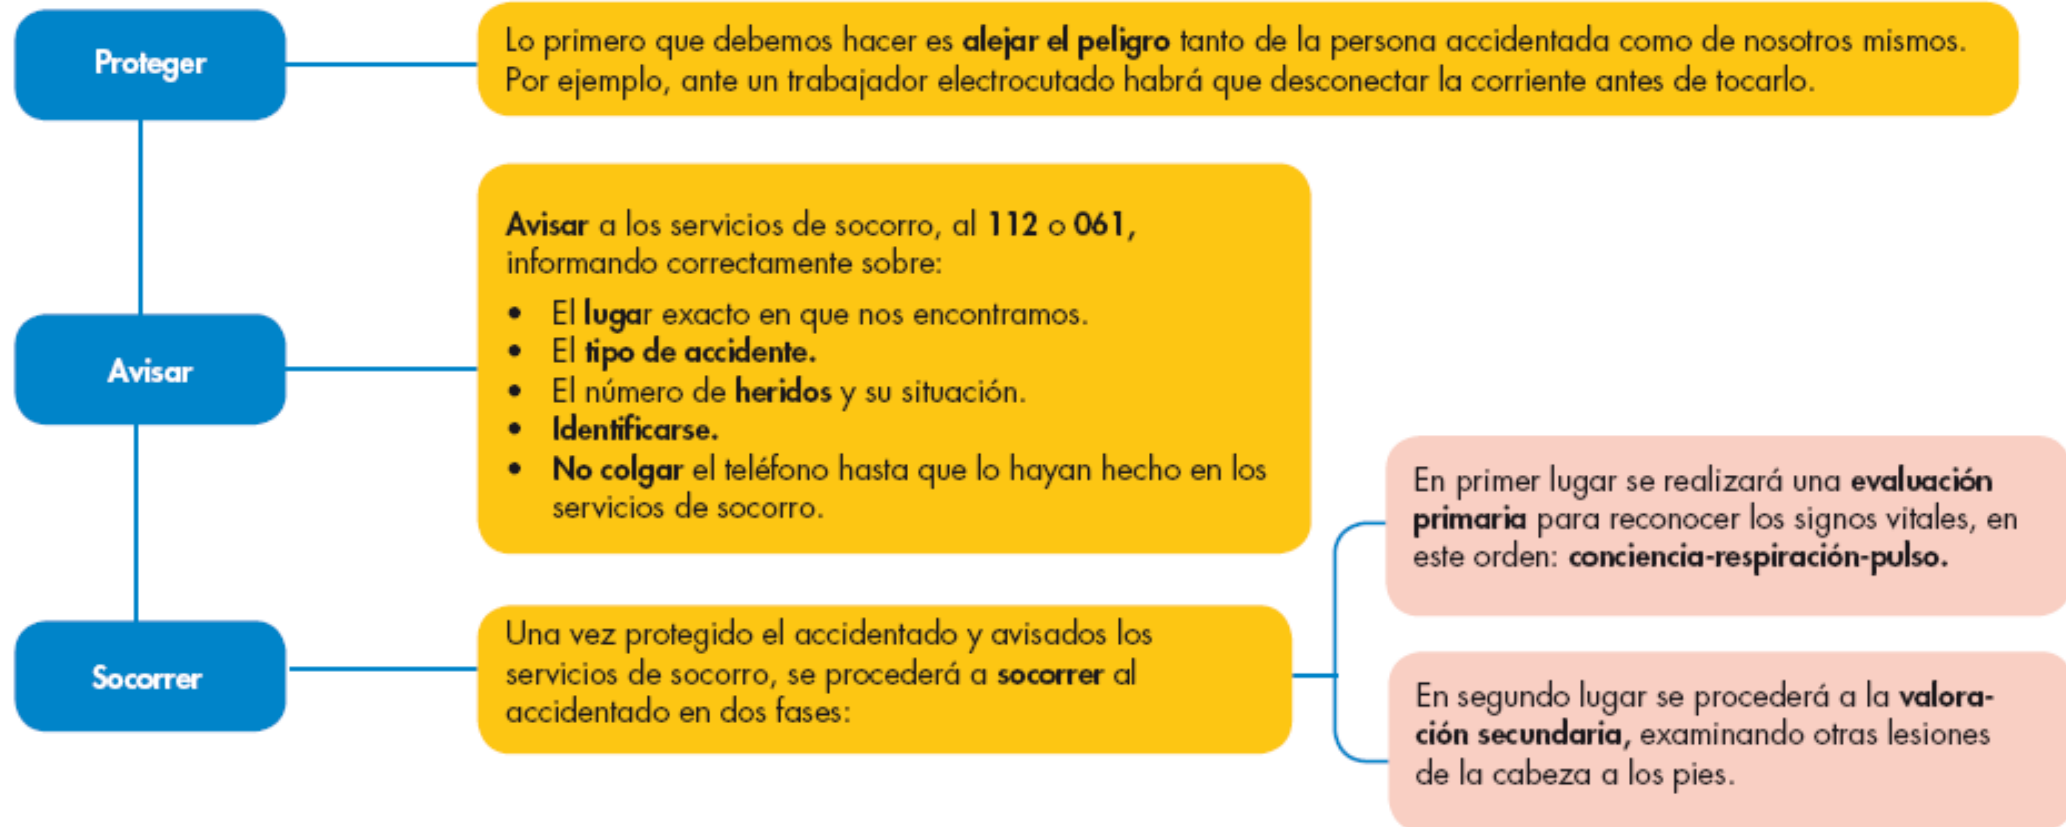 Proteger
Lo primero que debemos hacer es alejar el peligro tanto de la persona accidentada como de nosotros mismos.
Por ejemplo, ante un trabajador electrocutado habrá que desconectar la corriente antes de tocarlo.
Avisar
Avisar a los servicios de socorro, al 112 o 061,
informando correctamente sobre:
• El lugar exacto en que nos encontramos.
• El tipo de accidente.
• El número de heridos y su situación.
• Identificarse.
• No colgar el teléfono hasta que lo hayan hecho en los
servicios de socorro.
Socorrer
Una vez protegido el accidentado y avisados los
servicios de socorro, se procederá a socorrer al
accidentado en dos fases:
En primer lugar se realizará una evaluación
primaria para reconocer los signos vitales, en
este orden: conciencia-respiración-pulso.
En segundo lugar se procederá a la valora-
ción secundaria, examinando otras lesiones
de la cabeza a los pies.